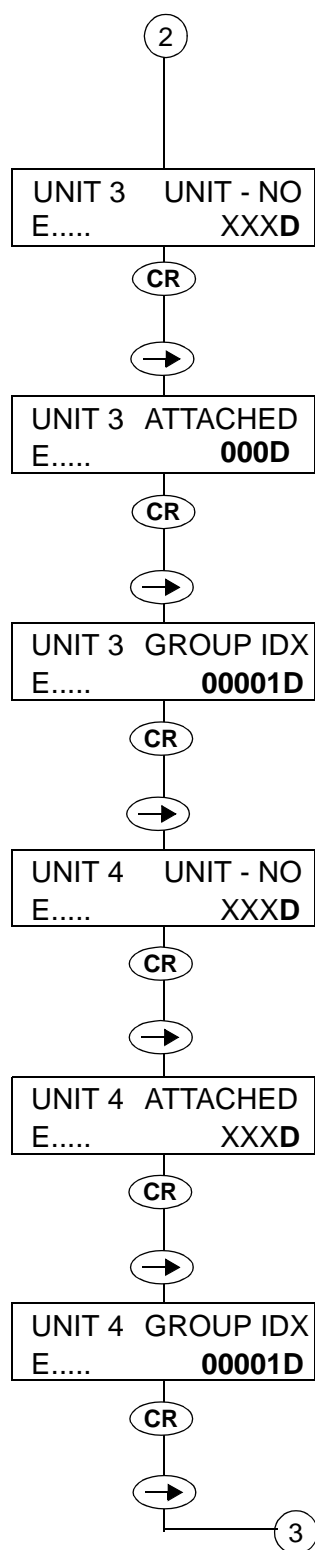 2
UNIT 3 UNIT - NO
E..... XXXD
CR
UNIT 3 ATTACHED
E..... 000D
CR
UNIT 3 GROUP IDX
E..... 00001D
CR
UNIT 4 UNIT - NO
E..... XXXD
CR
UNIT 4 ATTACHED
E..... XXXD
CR
UNIT 4 GROUP IDX
E..... 00001D
CR
3